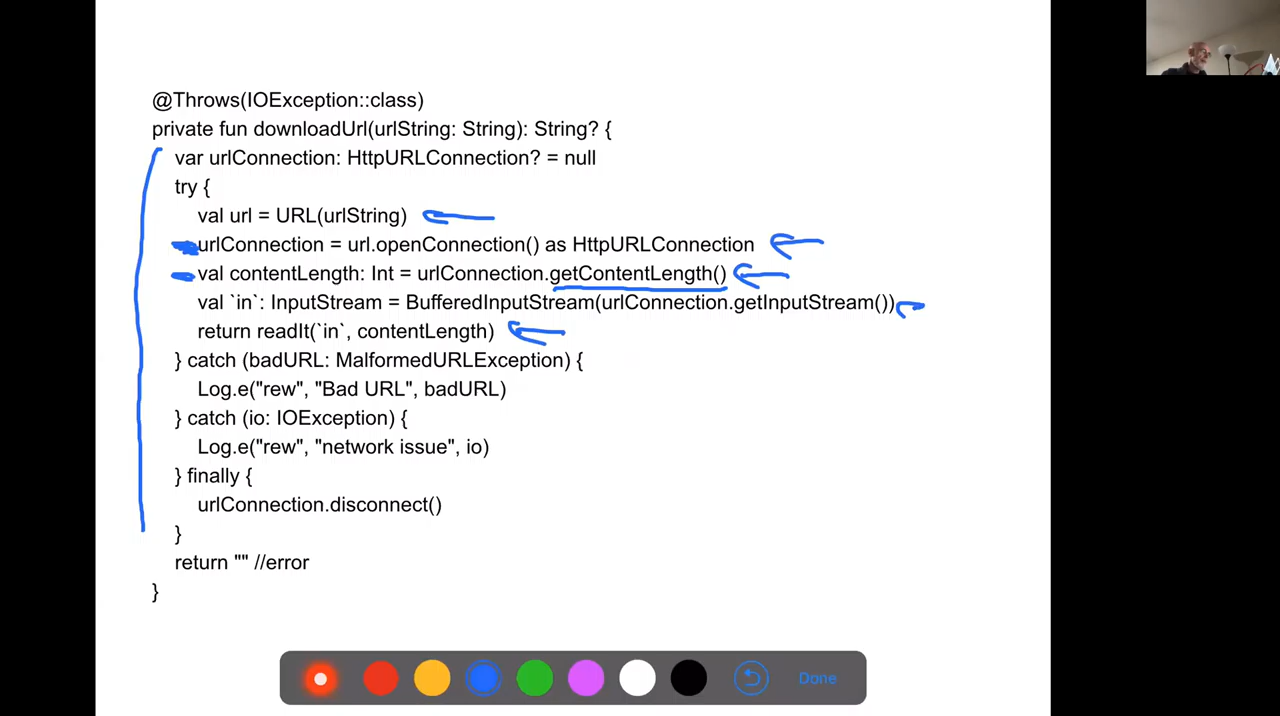 @Throws(IOException::class)
private fun downloadUrl(urlString: String): String? {
var urlConnection: HttpURLConnection? = null
try {
val url = URL(urlString)
urlConnection = url.openConnection() as HttpURLConnection
val contentLength: Int = urlConnection.getContentLength()
val `in`: InputStream = BufferedInputStream(urlConnection.getInputStream())
return readIt(`in`, contentLength)
} catch (badURL: MalformedURLException) {
Log.e("rew", "Bad URL", badURL)
} catch (io: IOException) {
Log.e("rew", "network issue", io)
} finally {
urlConnection.disconnect()
}
return "" //error
}
Done